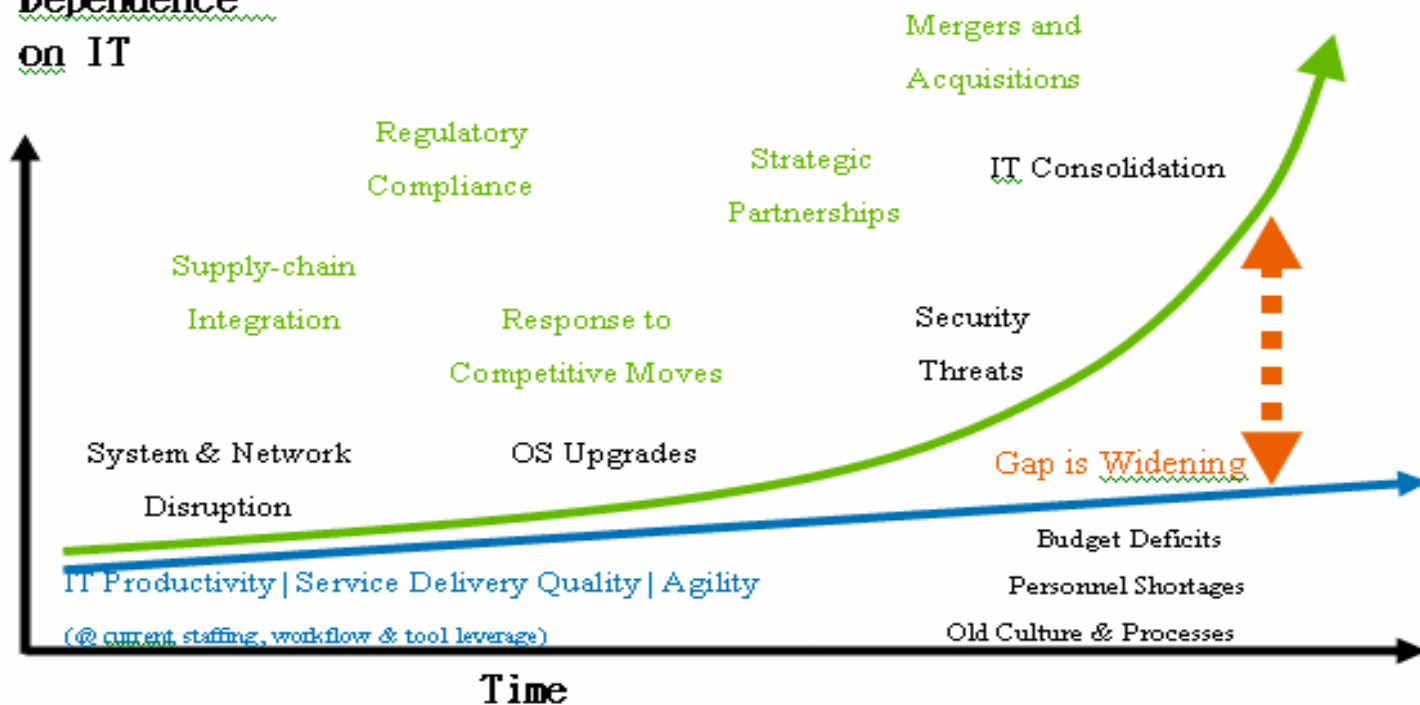 Dependence
on IT
Mergers and
Acquisitions
Regulatory
Compliance
Strategic
Partnerships
IT Consolidation
Supply-chain
Integration
Response to
Competitive Moves
Security
Threats
System & Network
Disruption
OS Upgrades
Gap is Widening
IT Productivity|Service Delivery Quality|Agility
(@ current staffing, workflow & tool leverage)
Budget Deficits
Personnel Shortages
Old Culture & Processes
Time